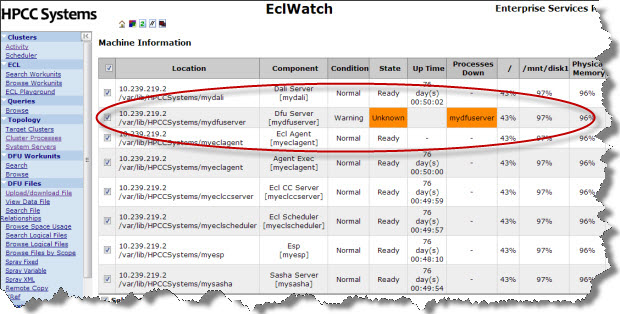 HPCC Systems
EclWatch
Enterprise Services
Clusters
Activity
Scheduler
ECL
Search Workunits
ECL Playground
Queries
Browse
Topology
Target Clusters
Cluster Processes
System Servers
DFU Workunits
Search
Browse
DFU Files
Upload/download File
View Data File
Search File
Relationships
Browse Space Usage
Search Logical Files
Browse Logical Files
Browse Files by Scope
Spray Fixed
Spray Variable
Spray XML
Remote Copy
XRef
Machine Information
Location Component Condition State Up Time Processes Down / /mnt/disk1 Physical Memory
10.239.219.2 /var/lib/HPCCSystems/mydali Dali Server [mydali] Normal Ready 76 day(s) 00:50:02 - 43% 97% 96%
10.239.219.2 /var/lib/HPCCSystems/mydfuserver Dfu Server [mydfuserver] Warning Unknown mydfuserver 43% 97% 96%
10.239.219.2 /var/lib/HPCCSystems/myeclagent Ecl Agent [myeclagent] Normal Ready - - 43% 97% 96%
10.239.219.2 /var/lib/HPCCSystems/myeclagent Agent Exec [myeclagent] Normal Ready 76 day(s) 00:50:00 - 43% 97% 96%
10.239.219.2 /var/lib/HPCCSystems/myeclccserver Ecl CC Server [myeclccserver] Normal Ready 76 day(s) 00:49:59 - 43% 97% 96%
10.239.219.2 /var/lib/HPCCSystems/myeclscheduler Ecl Scheduler [myeclscheduler] Normal Ready 76 day(s) 00:49:57 - 43% 97% 96%
10.239.219.2 /var/lib/HPCCSystems/myesp Esp [myesp] Normal Ready 76 day(s) 00:48:10 - 43% 97% 96%
10.239.219.2 /var/lib/HPCCSystems/mysasha Sasha Server [mysasha] Normal Ready 76 day(s) 00:49:54 - 43% 97% 96%